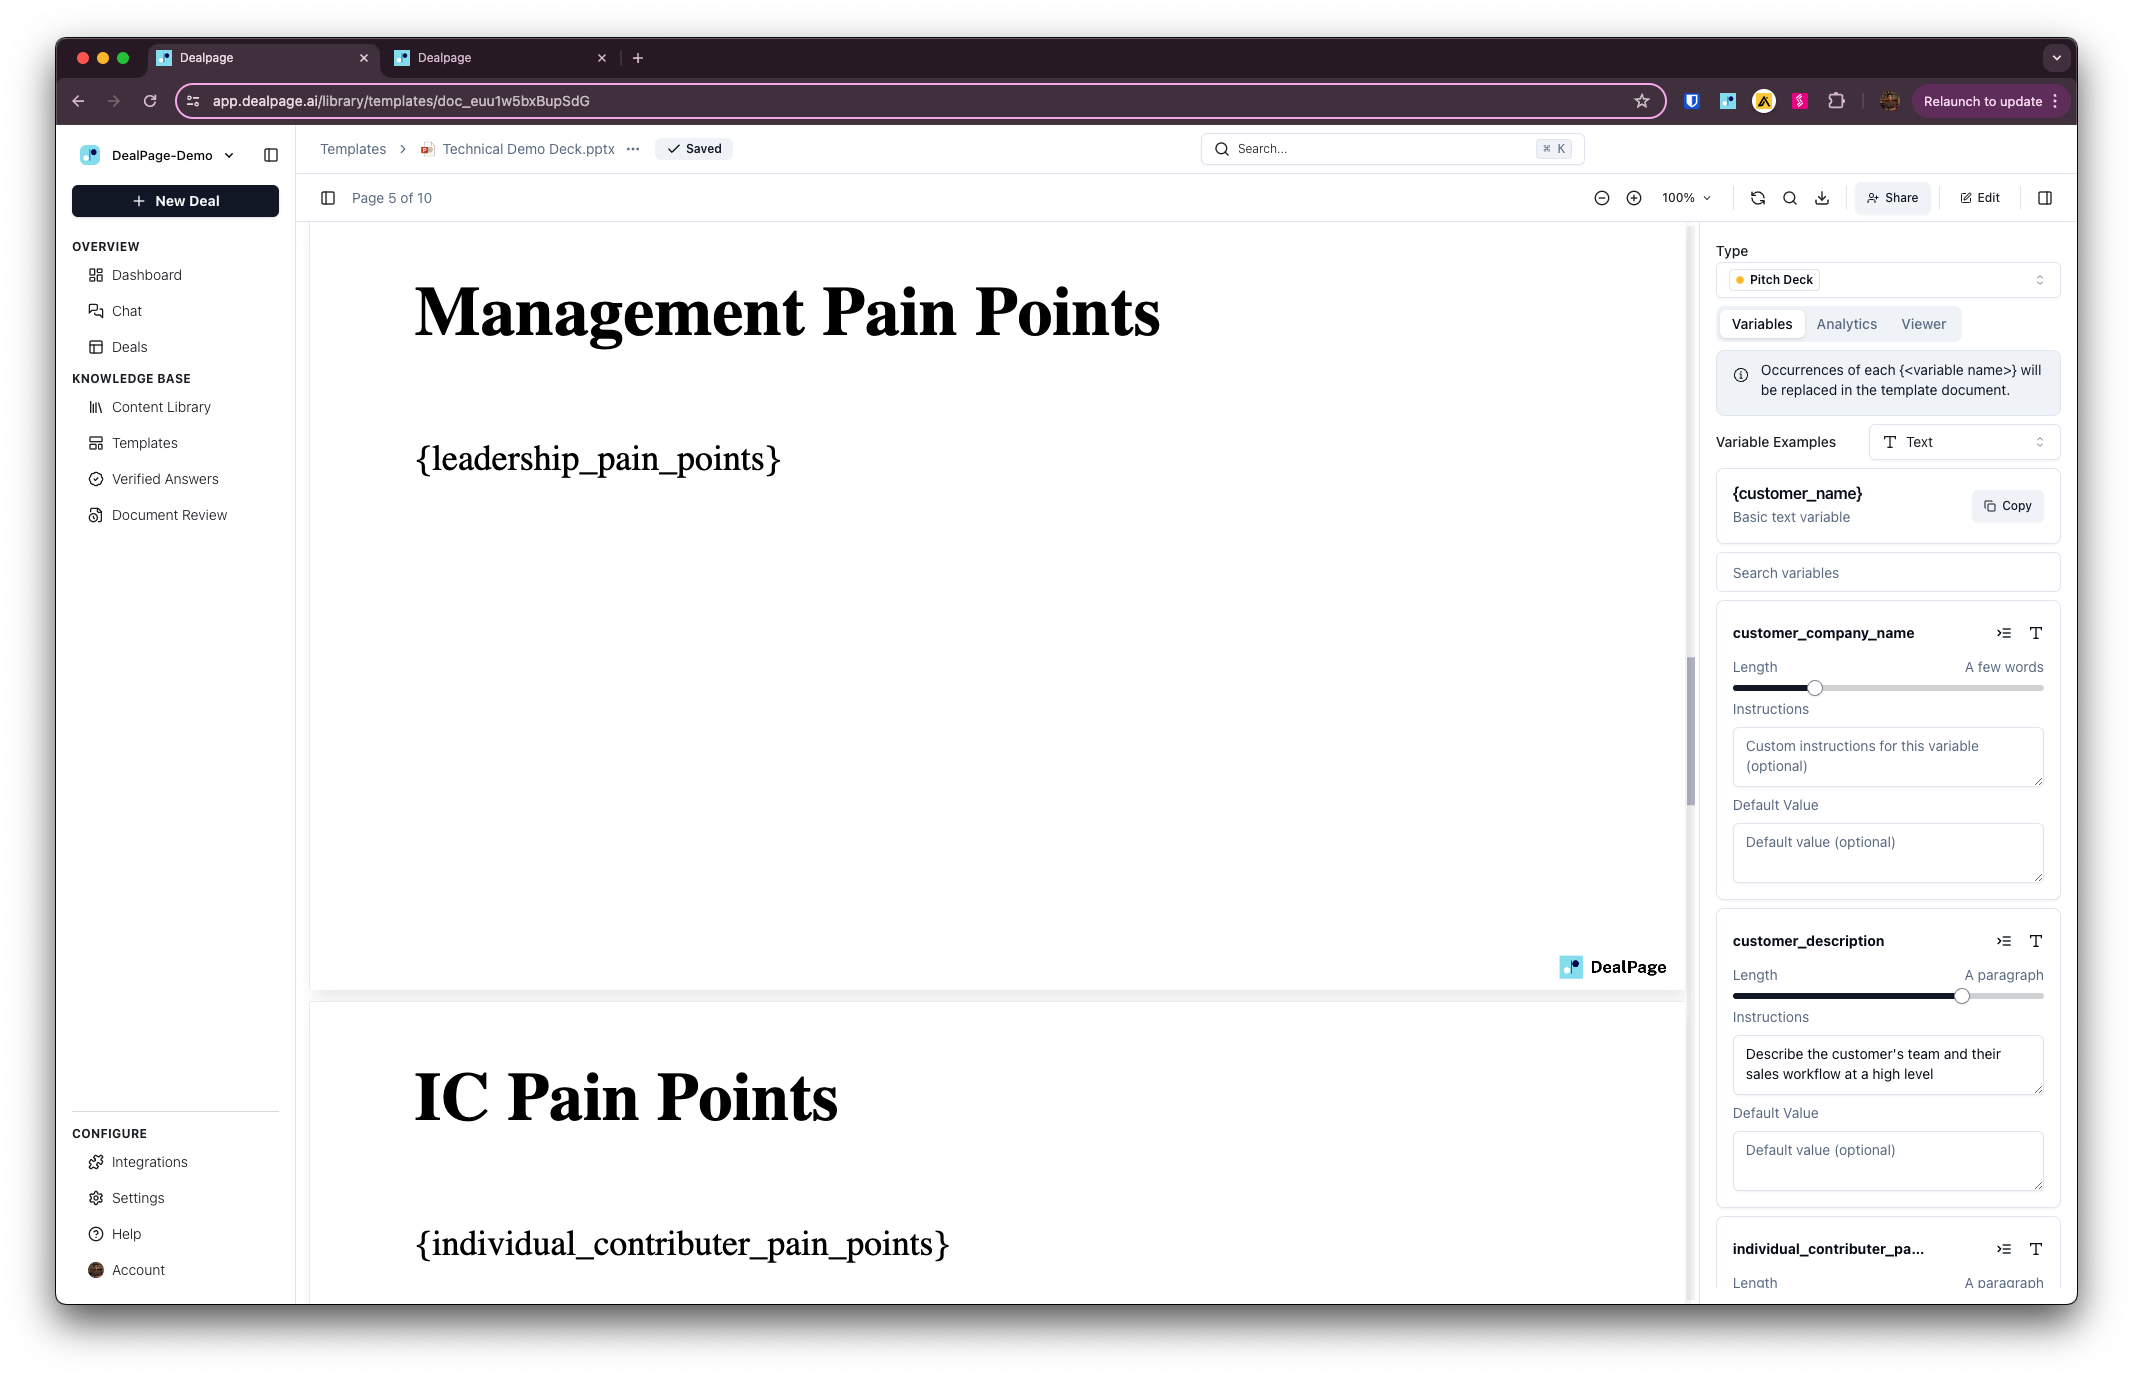 Dealpage
Dealpage
app.dealpage.ai/library/templates/doc_euu1w5bxBupSdG
Relaunch to update
DealPage-Demo
Templates
Technical Demo Deck.pptx
Saved
Search...
⌘ K
New Deal
Page 5 of 10
100%
Share
Edit
OVERVIEW
Dashboard
Chat
Deals
KNOWLEDGE BASE
Content Library
Templates
Verified Answers
Document Review
CONFIGURE
Integrations
Settings
Help
Account
Management Pain Points
{leadership_pain_points}
DealPage
IC Pain Points
{individual_contributer_pain_points}
Type
Pitch Deck
Variables
Analytics
Viewer
Occurrences of each {<variable name>} will
be replaced in the template document.
Variable Examples
Text
{customer_name}
Basic text variable
Copy
Search variables
customer_company_name
Length
A few words
Instructions
Custom instructions for this variable
(optional)
Default Value
Default value (optional)
customer_description
Length
A paragraph
Instructions
Describe the customer's team and their
sales workflow at a high level
Default Value
Default value (optional)
individual_contributer_pa...
Length
A paragraph